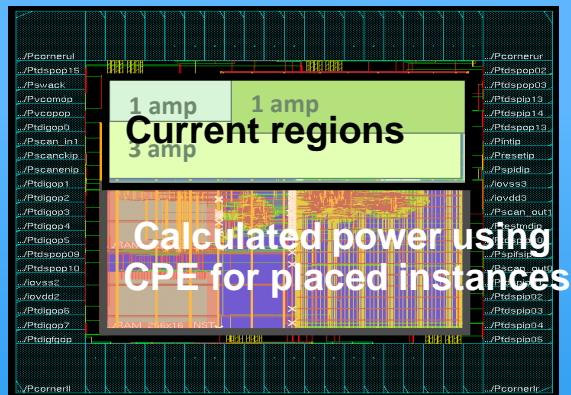 .../Pcornerul
.../Pcornerur
.../Ptdspop15
.../Ptdspop02
.../Pswack
.../Ptdspop03
.../Pvcomop
.../Ptdspip13
.../Pvcopop
.../Ptdspip14
.../Ptdigop0
.../Ptdspop13
.../Pscan_in1
.../Pintip
.../Pscanckip
.../Presetip
.../Pscanenip
.../Pspidip
.../Ptdigop1
.../iovss3
.../Ptdigop2
.../iovdd3
.../Ptdigop3
.../Pscan_out1
.../Ptdigop4
.../Ptdigop5
.../Ptdspop09
.../Pspifsip
.../Ptdspop10
.../iovss2
.../iovdd2
.../Ptdspip02
.../Ptdigop6
.../Ptdspip03
.../Ptdigop7
.../Ptdspip04
.../Ptdigfgop
.../Ptdspip05
.../Pcornerll
.../Pcornerlr
1 amp
1 amp
Current regions
3 amp
Calculated power using
CPE for placed instances